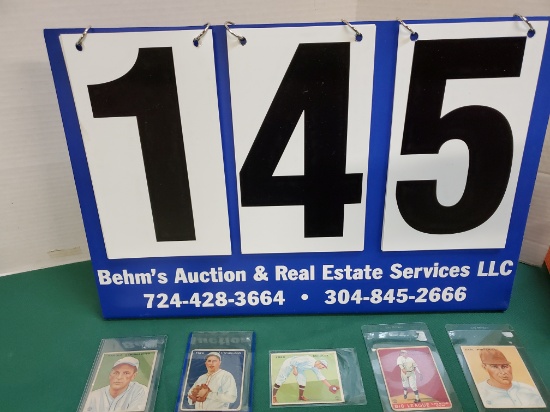 145
Behm's Auction & Real Estate Services LLC
724-428-3664 • 304-845-2666